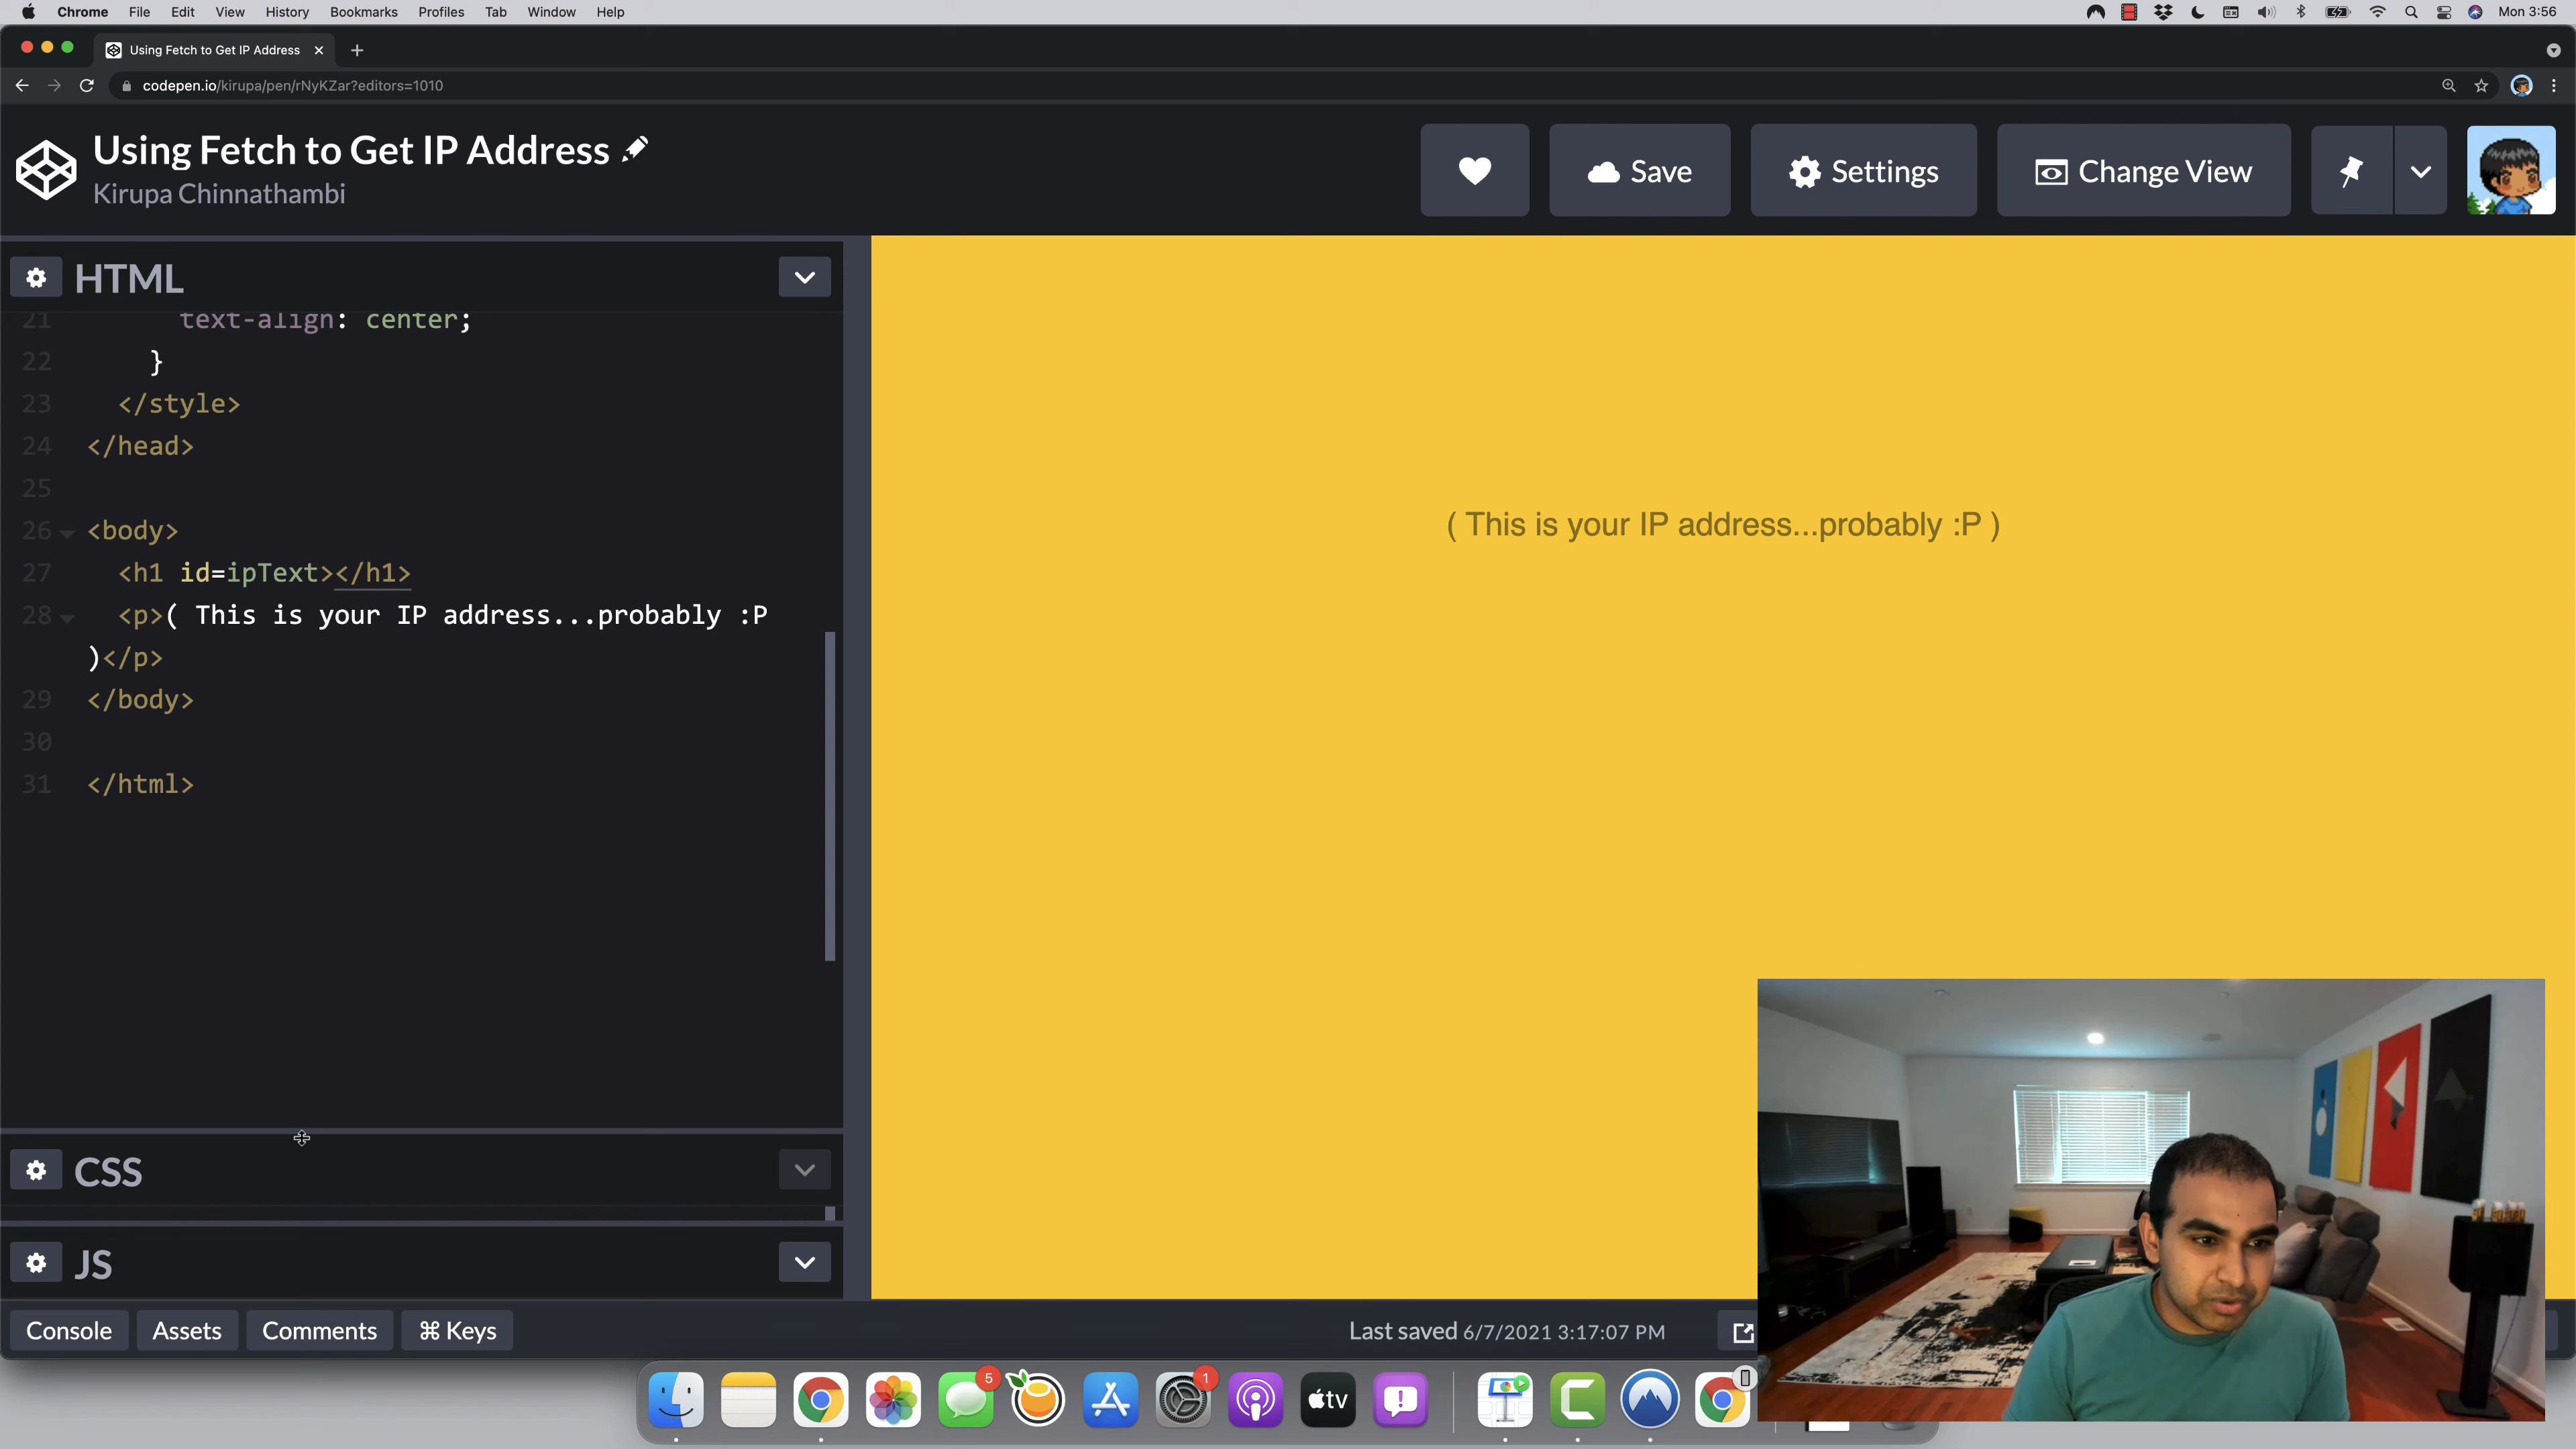 Chrome File Edit View History Bookmarks Profiles Tab Window Help
Mon 3:56
Using Fetch to Get IP Address
codepen.io/kirupa/pen/rNyKZar?editors=1010
Using Fetch to Get IP Address
Kirupa Chinnathambi
Save
Settings
Change View
HTML
21 text-align: center;
22 }
23 </style>
24 </head>
25
26 <body>
27 <h1 id=ipText></h1>
28 <p>( This is your IP address...probably :P
)</p>
29 </body>
30
31 </html>
( This is your IP address...probably :P )
CSS
JS
Console Assets Comments ⌘ Keys
Last saved 6/7/2021 3:17:07 PM
5
1
tv